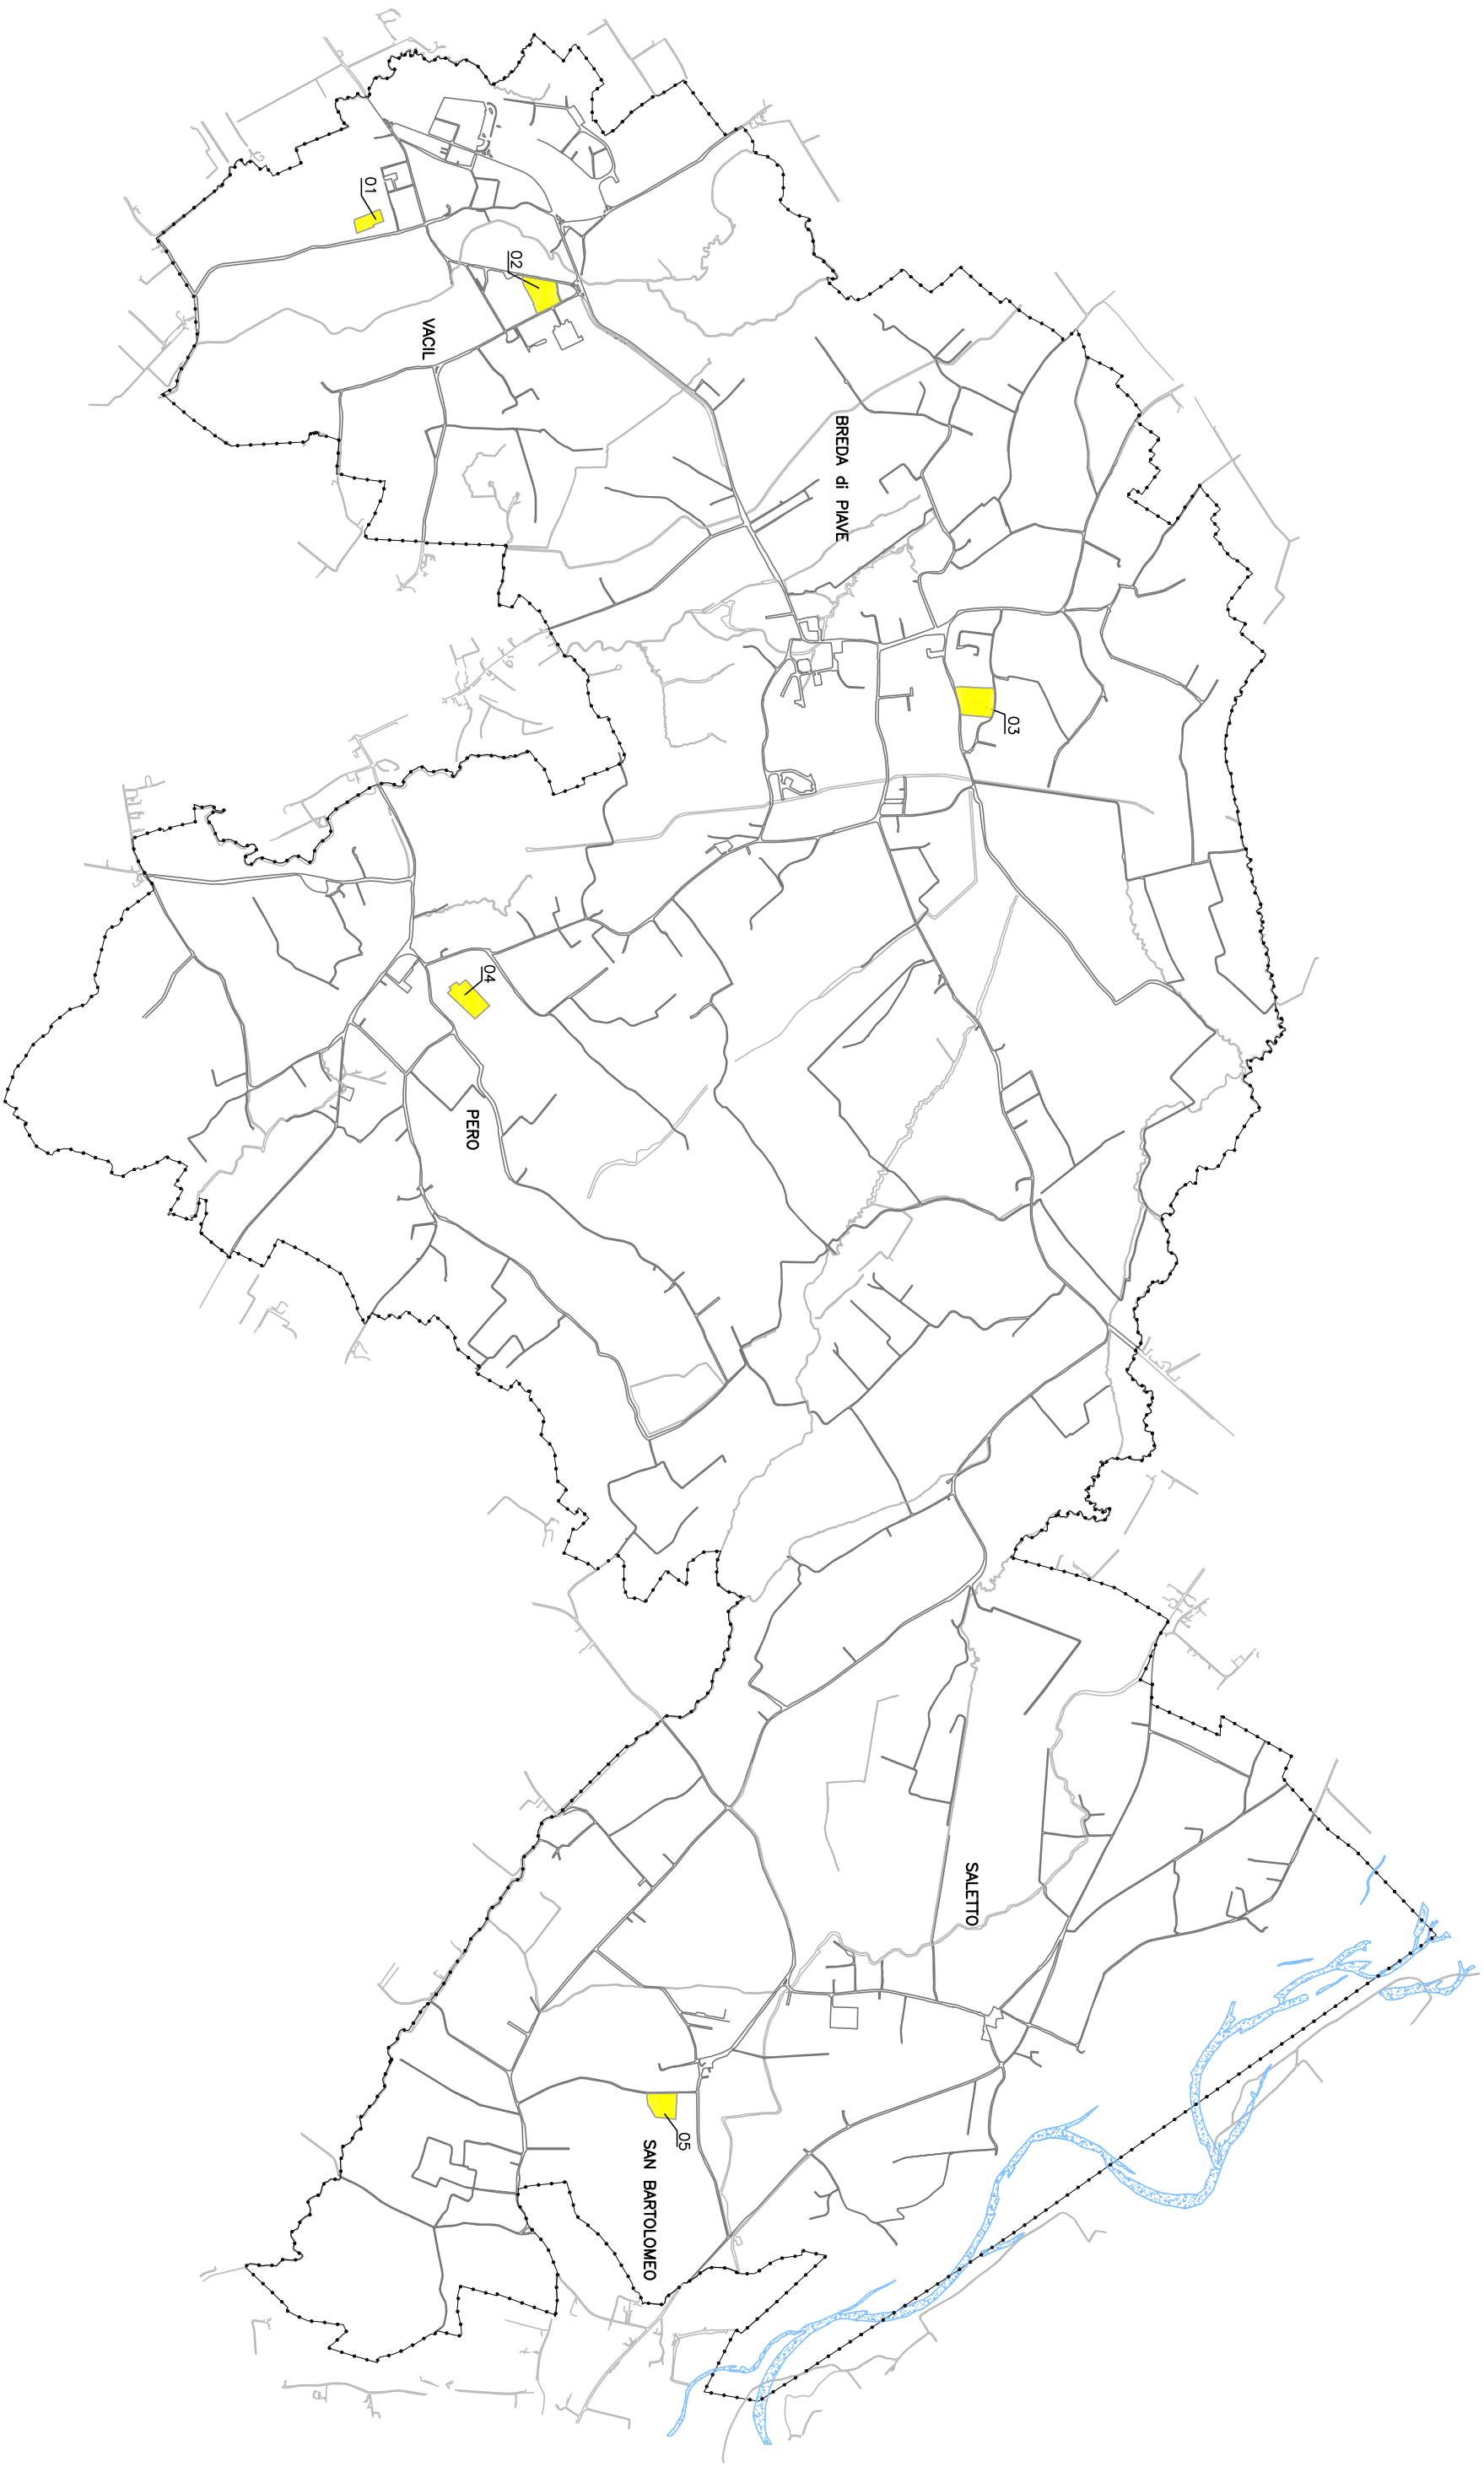 01
02
VACIL
BREDA di PIAVE
03
04
PERO
SALETTO
05
SAN BARTOLOMEO